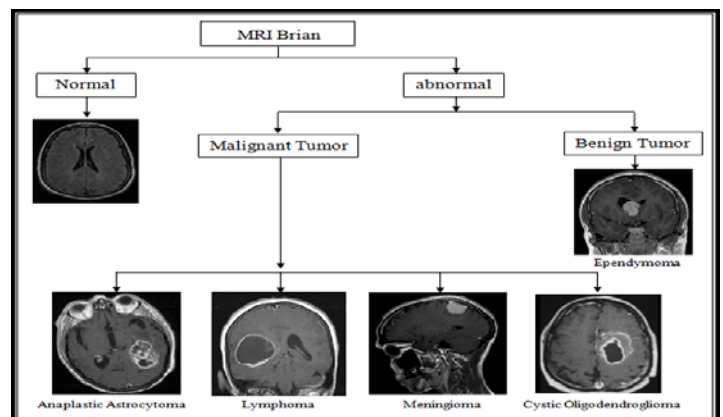 MRI Brian
Normal
abnormal
Malignant Tumor
Benign Tumor
Ependymoma
Anaplastic Astrocytoma
Lymphoma
Meningioma
Cystic Oligodendroglioma